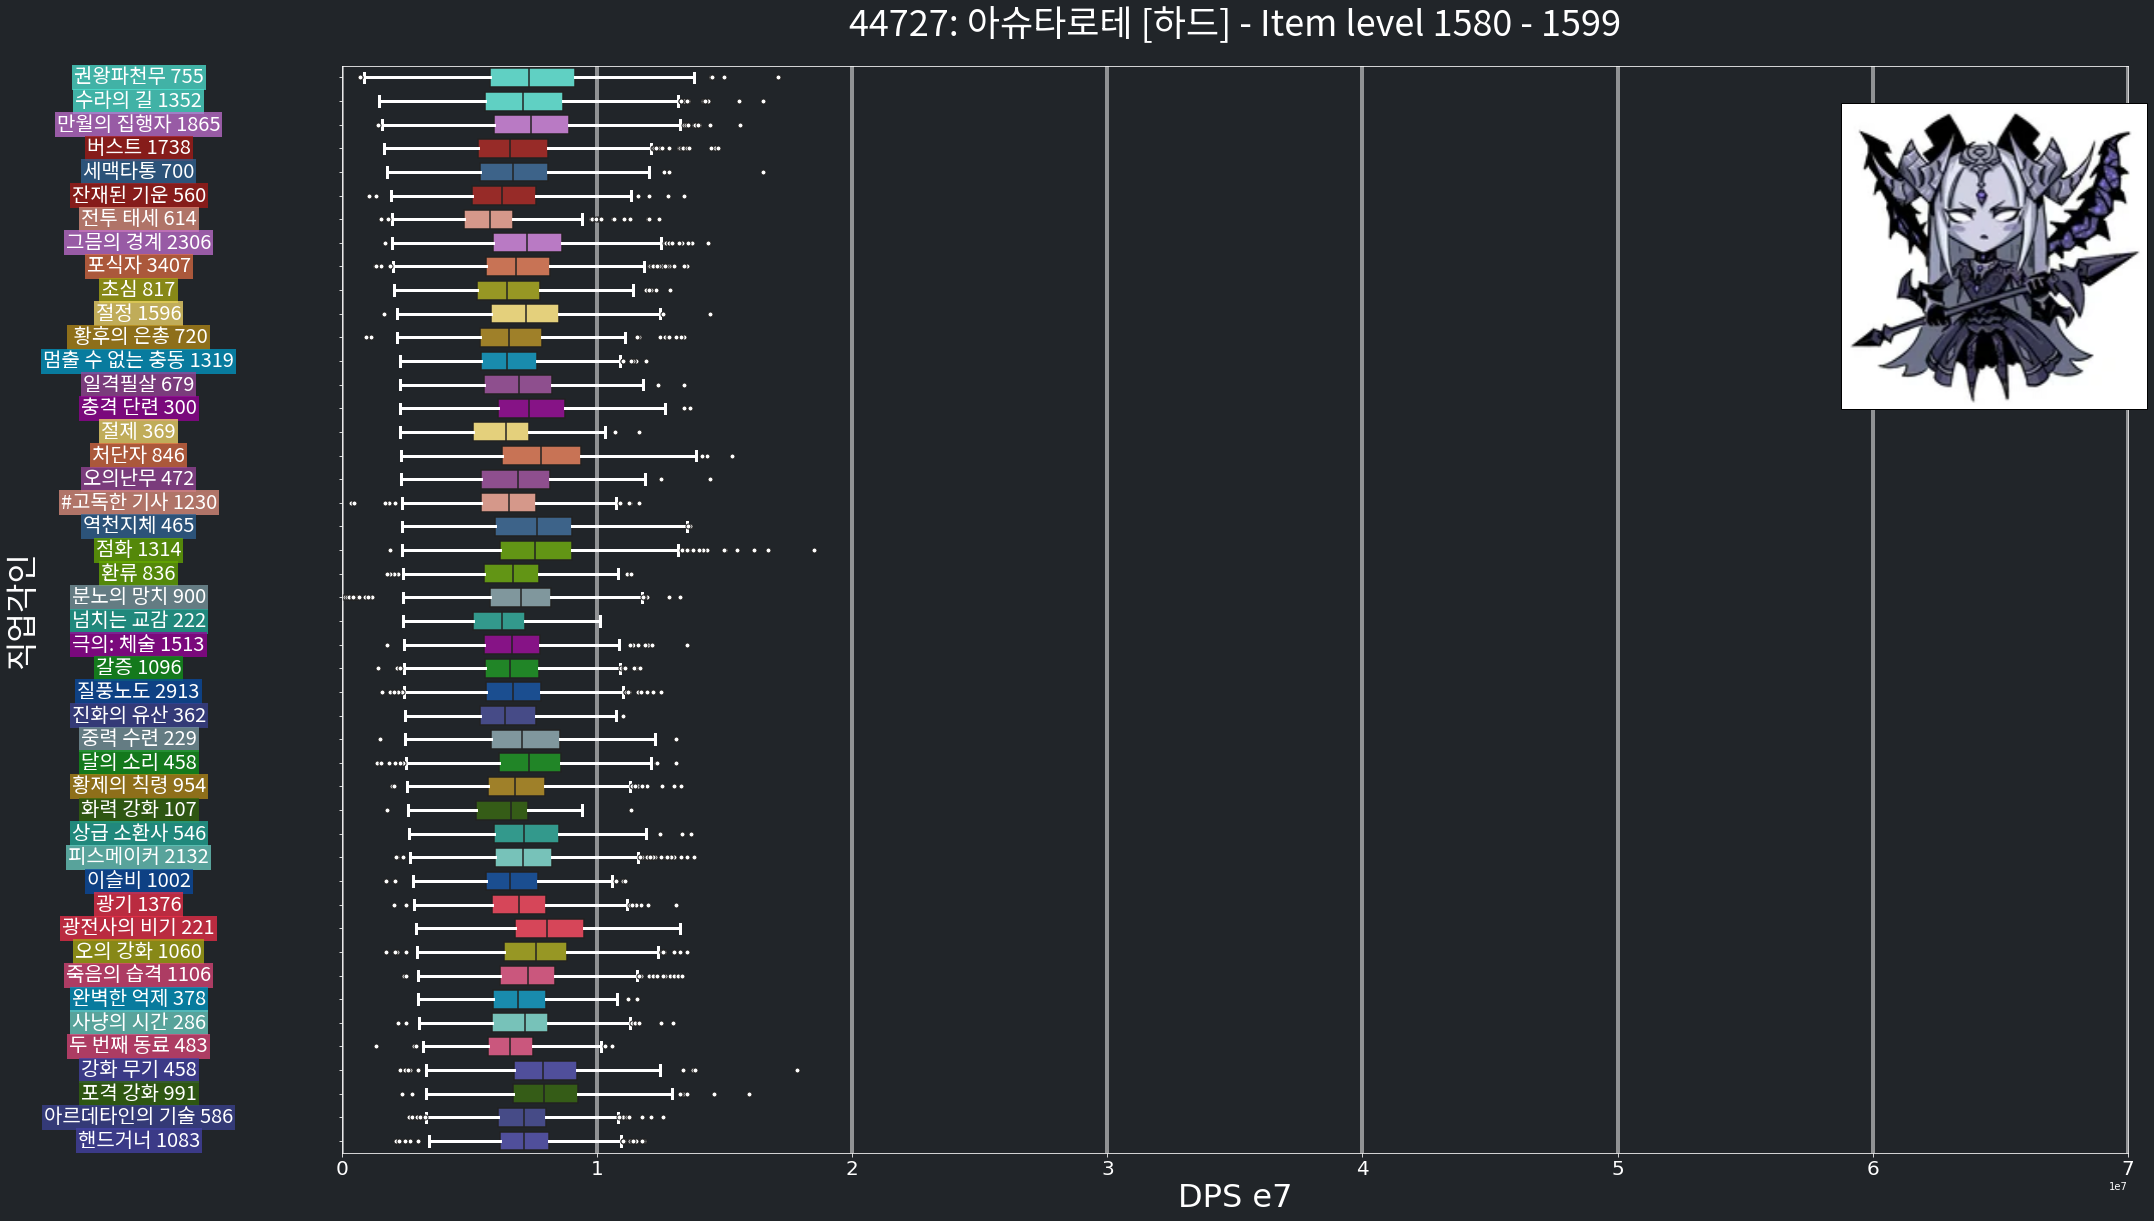 44727: 아슈타로테 [하드] - Item level 1580 - 1599
권왕파천무 755
수라의 길 1352
만월의 집행자 1865
버스트 1738
세맥타통 700
잔재된 기운 560
전투 태세 614
그믐의 경계 2306
포식자 3407
초심 817
절정 1596
황후의 은총 720
멈출 수 없는 충동 1319
일격필살 679
충격 단련 300
절제 369
처단자 846
오의난무 472
#고독한 기사 1230
역천지체 465
점화 1314
환류 836
분노의 망치 900
넘치는 교감 222
극의: 체술 1513
갈증 1096
질풍노도 2913
진화의 유산 362
중력 수련 229
달의 소리 458
황제의 칙령 954
화력 강화 107
상급 소환사 546
피스메이커 2132
이슬비 1002
광기 1376
광전사의 비기 221
오의 강화 1060
죽음의 습격 1106
완벽한 억제 378
사냥의 시간 286
두 번째 동료 483
강화 무기 458
포격 강화 991
아르데타인의 기술 586
핸드거너 1083
직업각인
0 1 2 3 4 5 6 7
1e7
DPS e7